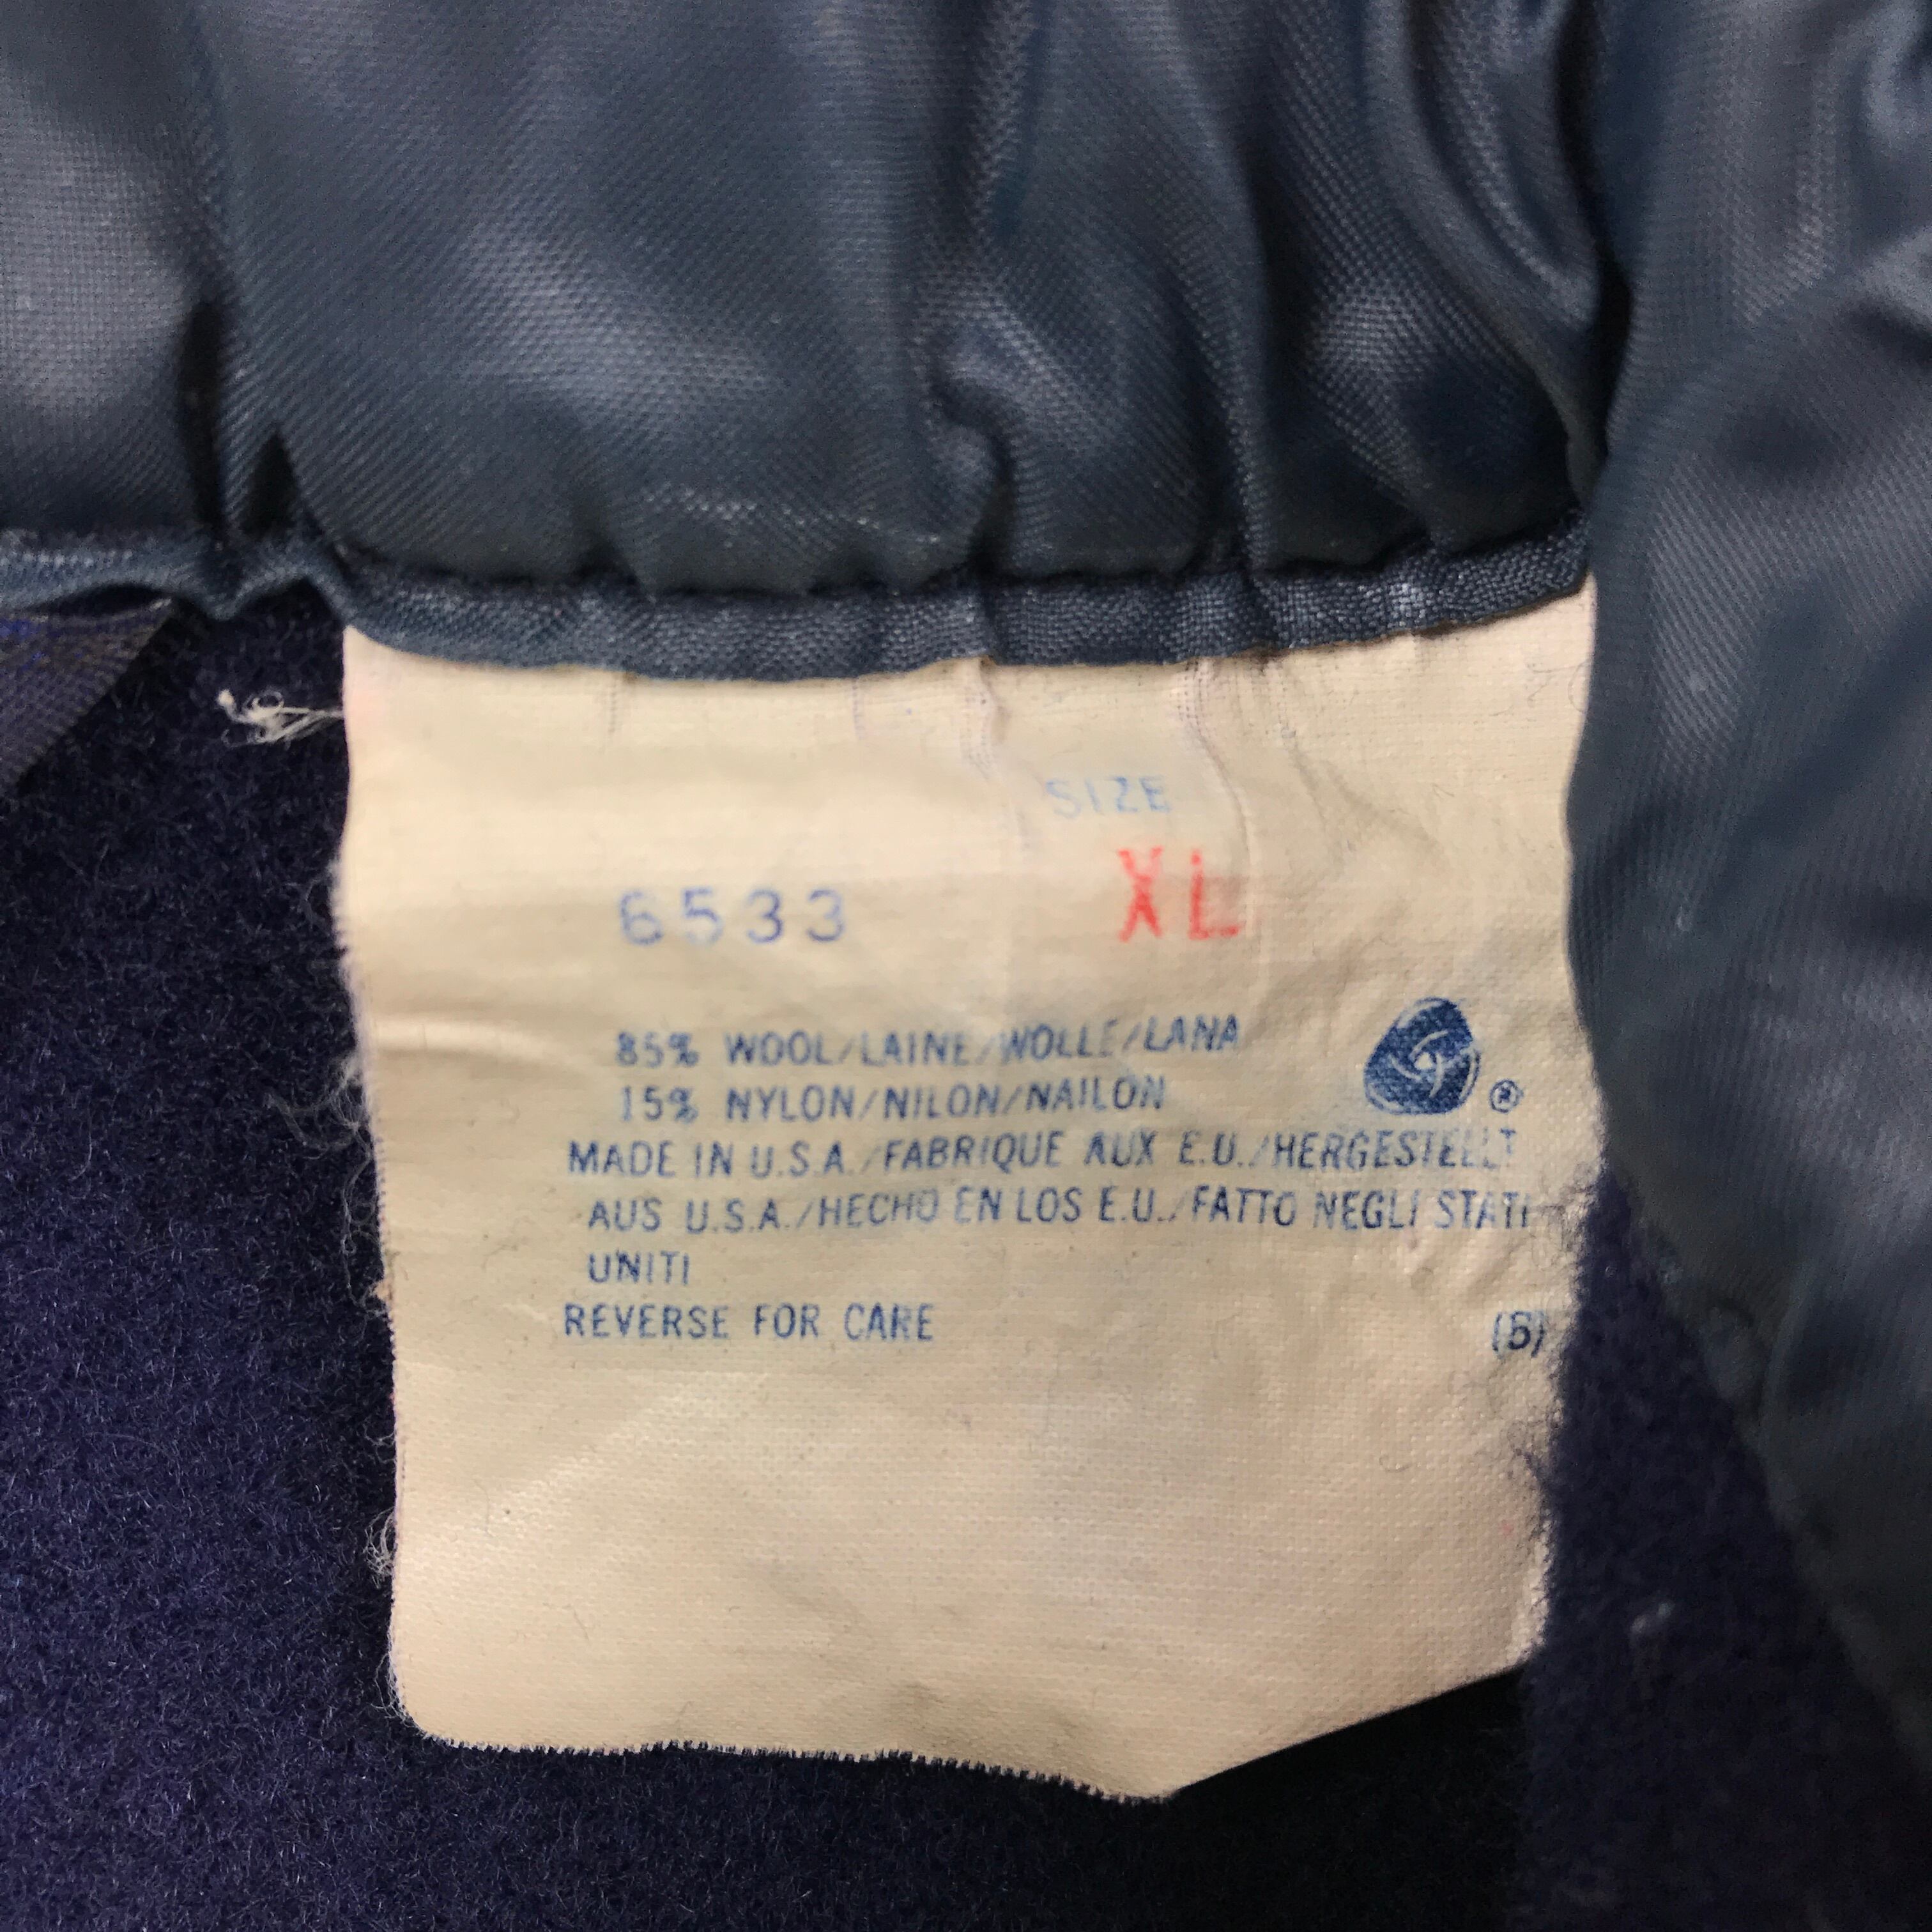 SIZE
6533 XL
85% WOOL/LAINE/WOLLE/LANA
15% NYLON/NILON/NAILON
®
MADE IN U.S.A./FABRIQUE AUX E.U./HERGESTELLT
AUS U.S.A./HECHO EN LOS E.U./FATTO NEGLI STATI
UNITI
REVERSE FOR CARE